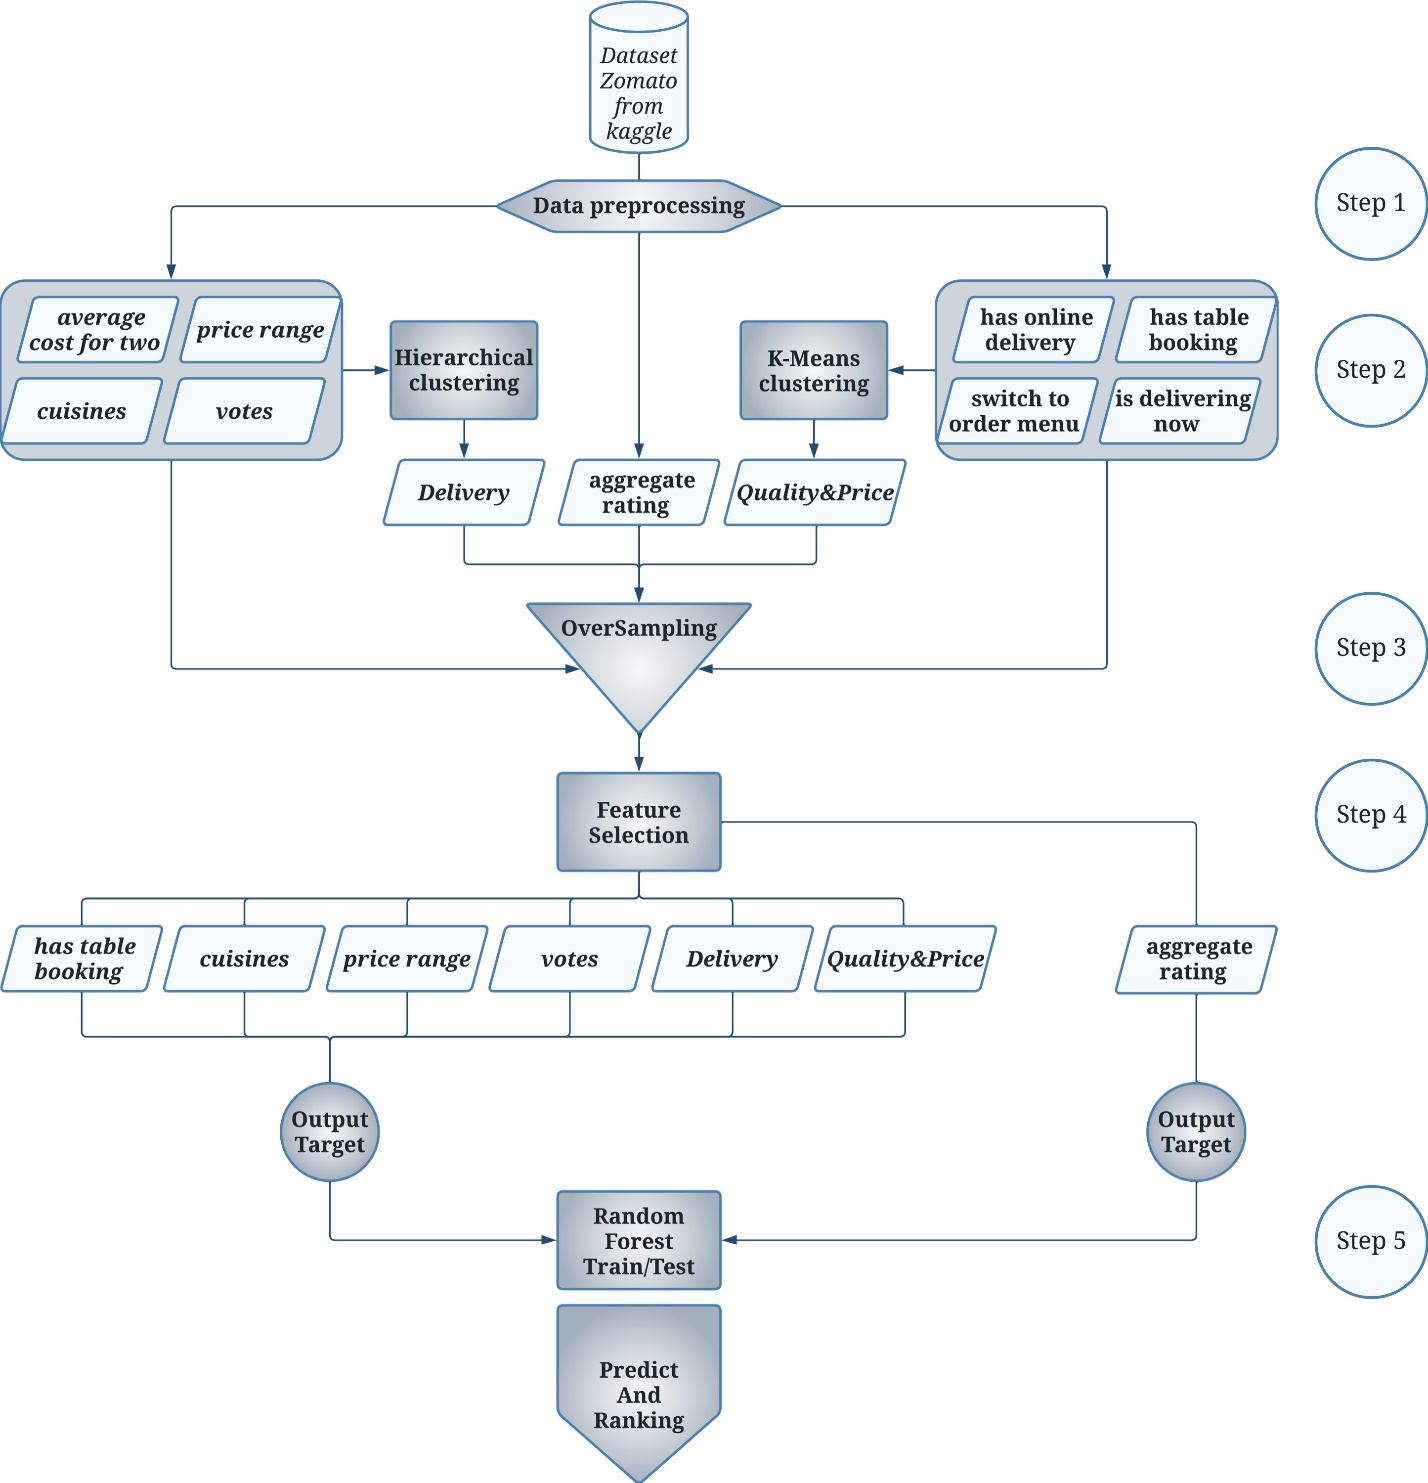 Dataset
Zomato
from
kaggle
Data preprocessing
Step 1
average
cost for two
price range
cuisines
votes
Hierarchical
clustering
K-Means
clustering
has online
delivery
has table
booking
switch to
order menu
is delivering
now
Step 2
Delivery
aggregate
rating
Quality&Price
OverSampling
Step 3
Feature
Selection
Step 4
has table
booking
cuisines
price range
votes
Delivery
Quality&Price
aggregate
rating
Output
Target
Output
Target
Random
Forest
Train/Test
Step 5
Predict
And
Ranking